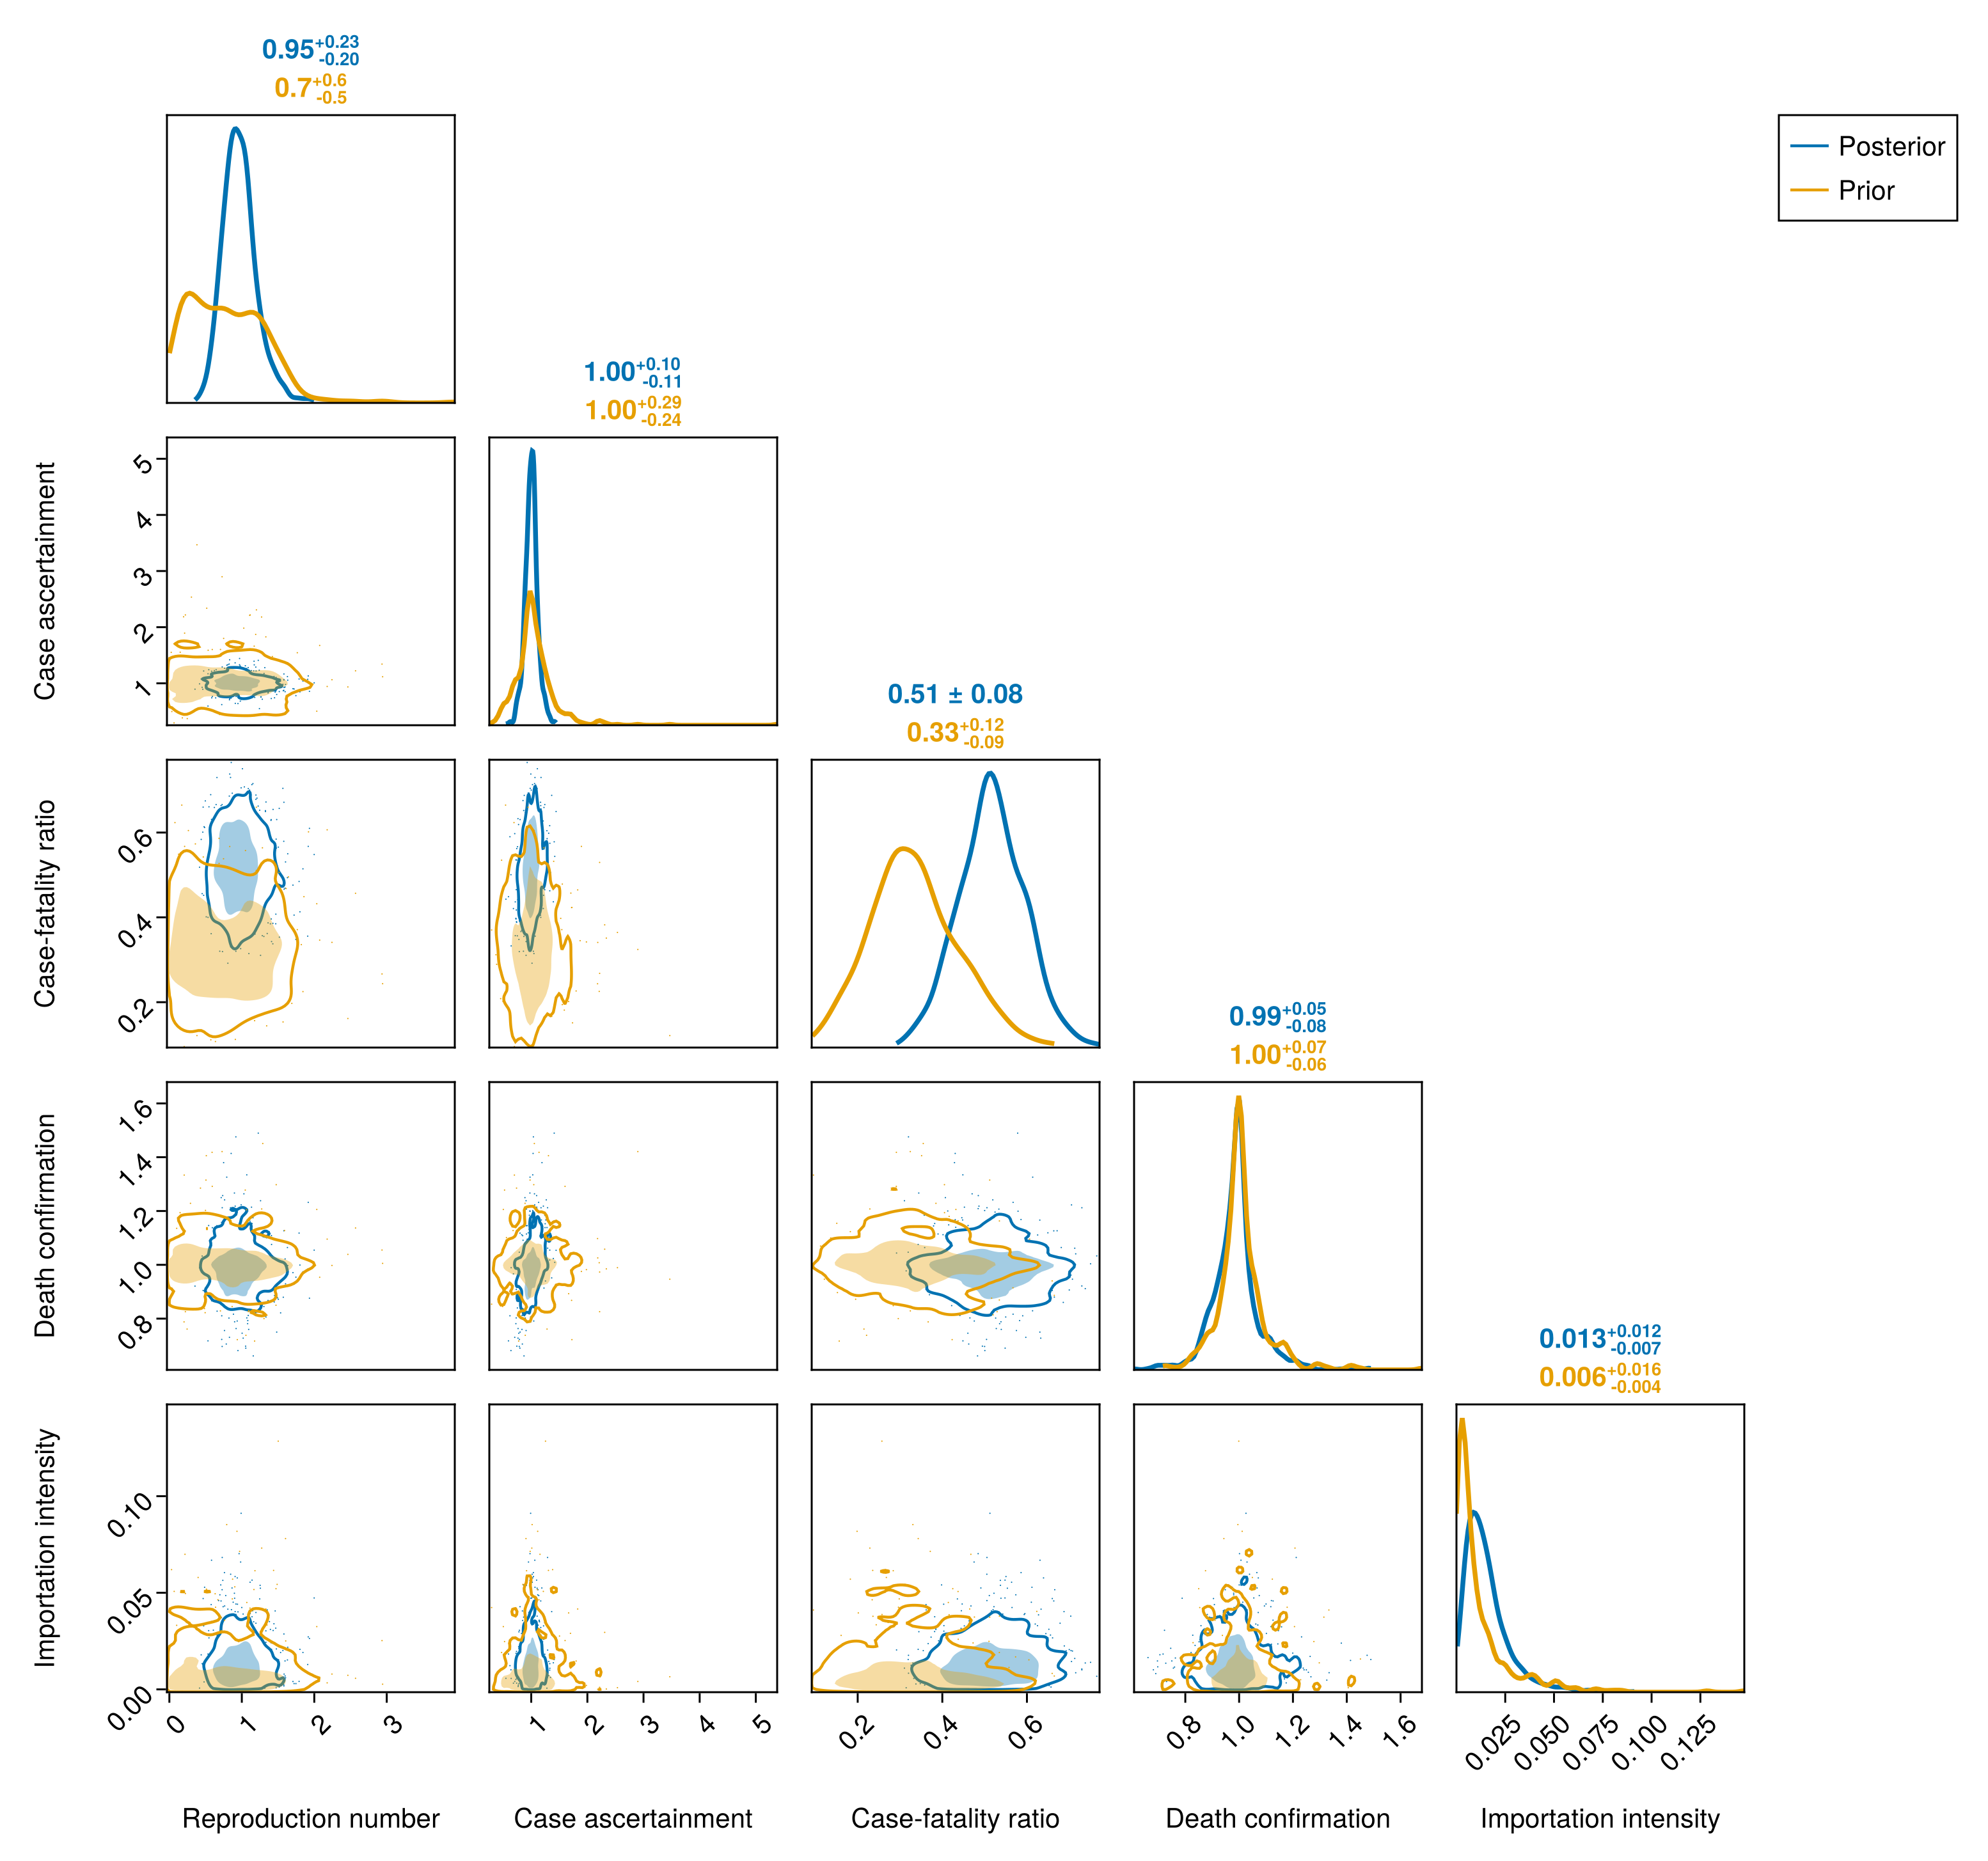 0.95+0.23-0.20
0.7+0.6-0.5
Posterior
Prior
1.00+0.10-0.11
1.00+0.29-0.24
Case ascertainment
5
4
3
2
1
0.51 ± 0.08
0.33+0.12-0.09
Case-fatality ratio
0.6
0.4
0.2
0.99+0.05-0.08
1.00+0.07-0.06
Death confirmation
1.6
1.4
1.2
1.0
0.8
0.013+0.012-0.007
0.006+0.016-0.004
Importation intensity
0.10
0.05
0.00
0 1 2 3
1 2 3 4 5
0.2 0.4 0.6
0.8 1.0 1.2 1.4 1.6
0.025 0.050 0.075 0.100 0.125
Reproduction number
Case ascertainment
Case-fatality ratio
Death confirmation
Importation intensity